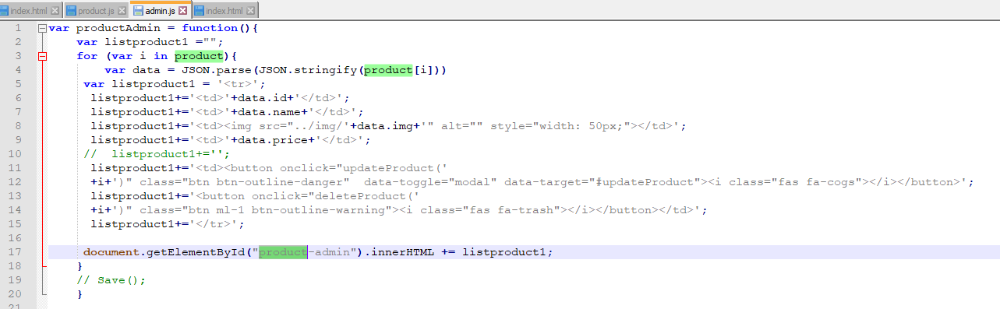 index.html product.js admin.js index.html
1 var productAdmin = function(){
2 var listproduct1 ="";
3 for (var i in product){
4 var data = JSON.parse(JSON.stringify(product[i]))
5 var listproduct1 = '<tr>';
6 listproduct1+='<td>'+data.id+'</td>';
7 listproduct1+='<td>'+data.name+'</td>';
8 listproduct1+='<td><img src="../img/'+data.img+'" alt="" style="width: 50px;"></td>';
9 listproduct1+='<td>'+data.price+'</td>';
10 // listproduct1+='';
11 listproduct1+='<td><button onclick="updateProduct('
12 +i+')" class="btn btn-outline-danger" data-toggle="modal" data-target="#updateProduct"><i class="fas fa-cogs"></i></button>';
13 listproduct1+='<button onclick="deleteProduct('
14 +i+')" class="btn ml-1 btn-outline-warning"><i class="fas fa-trash"></i></button></td>';
15 listproduct1+='</tr>';
16
17 document.getElementById("product-admin").innerHTML += listproduct1;
18 }
19 // Save();
20 }
21